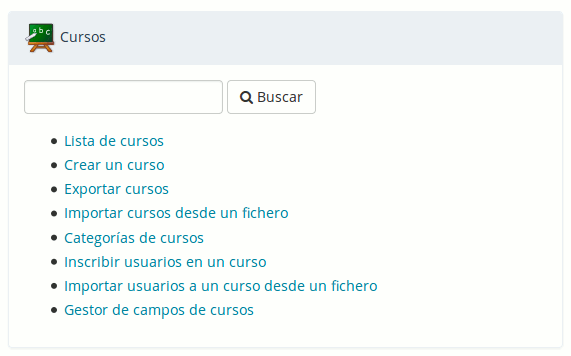 abc
Cursos
Buscar
Lista de cursos
Crear un curso
Exportar cursos
Importar cursos desde un fichero
Categorías de cursos
Inscribir usuarios en un curso
Importar usuarios a un curso desde un fichero
Gestor de campos de cursos